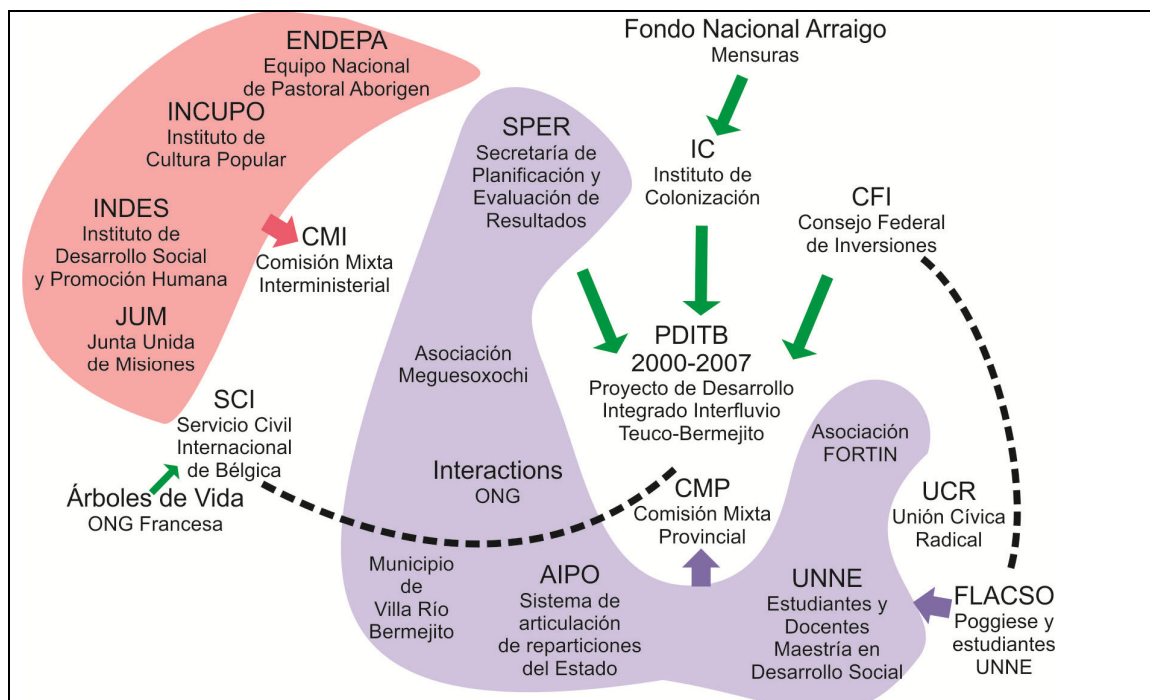 ENDEPA
Equipo Nacional
de Pastoral Aborigen
INCUPO
Instituto de
Cultura Popular
INDES
Instituto de
Desarrollo Social
y Promoción Humana
JUM
Junta Unida
de Misiones
CMI
Comisión Mixta
Interministerial
SCI
Servicio Civil
Internacional
de Bélgica
Árboles de Vida
ONG Francesa
SPER
Secretaría de
Planificación y
Evaluación de
Resultados
Asociación
Meguesoxochi
Interactions
ONG
Municipio
de
Villa Río
Bermejito
AIPO
Sistema de
articulación
de reparticiones
del Estado
Fondo Nacional Arraigo
Mensuras
IC
Instituto de
Colonización
CFI
Consejo Federal
de Inversiones
PDITB
2000-2007
Proyecto de Desarrollo
Integrado Interfluvio
Teuco-Bermejito
CMP
Comisión Mixta
Provincial
Asociación
FORTIN
UCR
Unión Cívica
Radical
UNNE
Estudiantes y
Docentes
Maestría en
Desarrollo Social
FLACSO
Poggiese y
estudiantes
UNNE